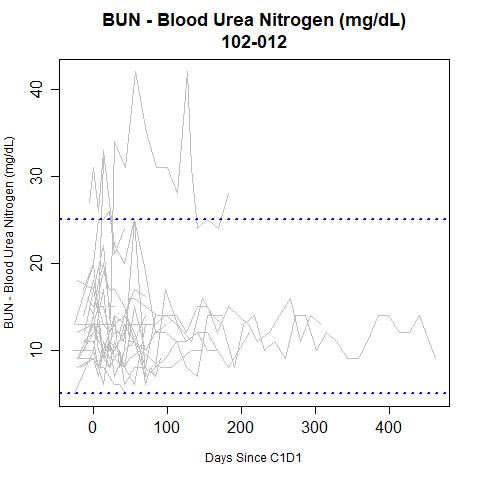 BUN - Blood Urea Nitrogen (mg/dL)
102-012
BUN - Blood Urea Nitrogen (mg/dL)
40
30
20
10
0 100 200 300 400
Days Since C1D1